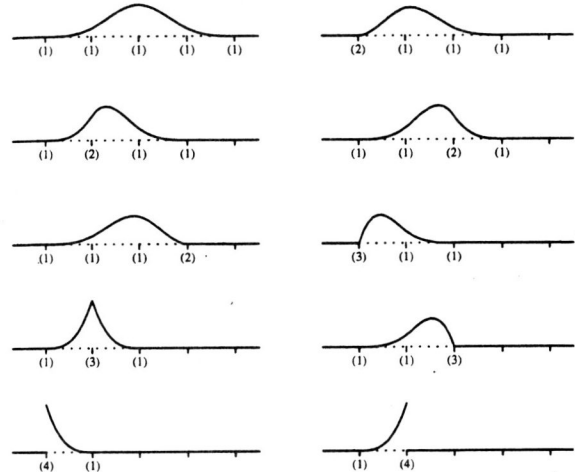 (1) (1) (1) (1) (1)
(2) (1) (1) (1)
(1) (2) (1) (1)
(1) (1) (2) (1)
(1) (1) (1) (2)
(3) (1) (1)
(1) (3) (1)
(1) (1) (3)
(4) (1)
(1) (4)